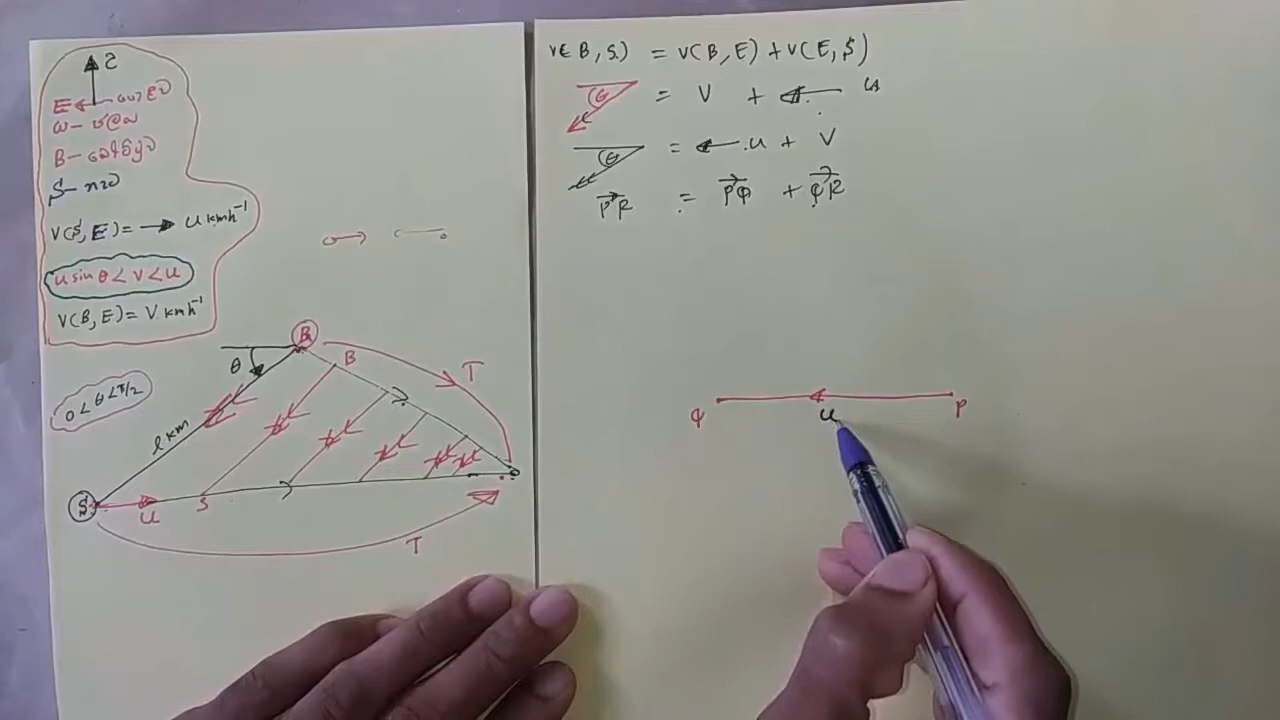 E ←
B –
S –
V(S, E) = → u kmh⁻¹
u sin θ < V < u
V(B, E) = V kmh⁻¹
0 < θ < π/2
θ
B
B
T
l km
S
u
S
T
V(B, S) = V(B, E) + V(E, S)
θ = V + ← u
θ = ← u + V
PR = PQ + QR
Q
u
P